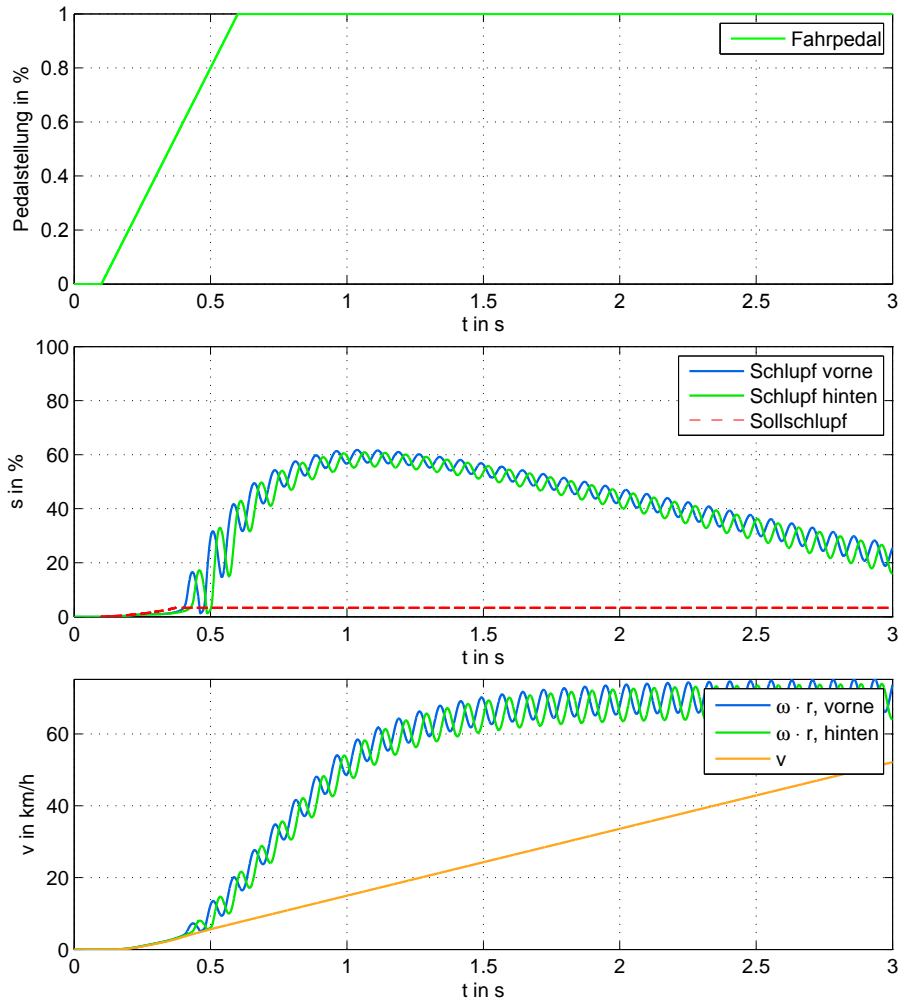 1
0.8
0.6
0.4
0.2
0
Pedalstellung in %
Fahrpedal
0 0.5 1 1.5 2 2.5 3
t in s
100
80
60
40
20
0
s in %
Schlupf vorne
Schlupf hinten
Sollschlupf
0 0.5 1 1.5 2 2.5 3
t in s
60
40
20
0
v in km/h
ω · r, vorne
ω · r, hinten
v
0 0.5 1 1.5 2 2.5 3
t in s